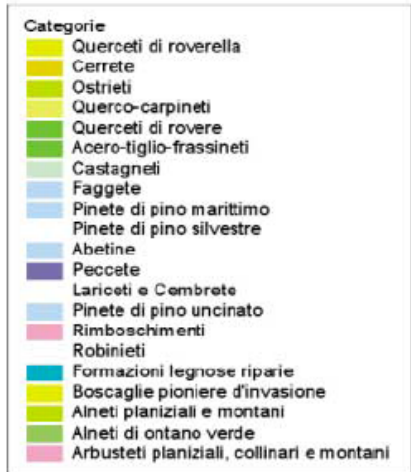 Categorie
Querceti di roverella
Cerrete
Ostrieti
Querco-carpineti
Querceti di rovere
Acero-tiglio-frassineti
Castagneti
Faggete
Pinete di pino marittimo
Pinete di pino silvestre
Abetine
Peccete
Lariceti e Cembrete
Pinete di pino uncinato
Rimboschimenti
Robinieti
Formazioni legnose riparie
Boscaglie pioniere d'invasione
Alneti planiziali e montani
Alneti di ontano verde
Arbusteti planiziali, collinari e montani